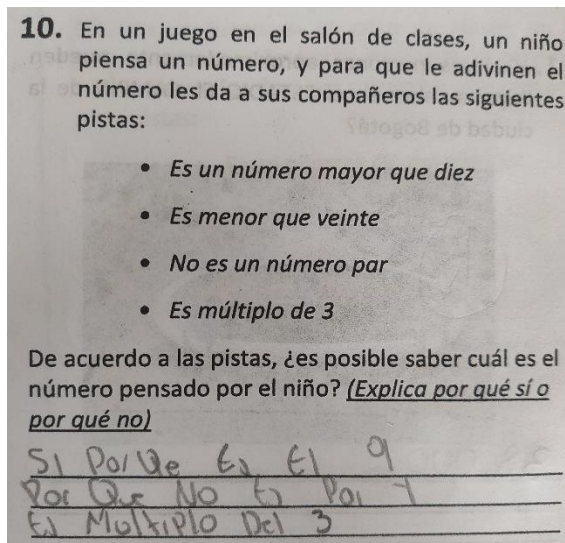 10. En un juego en el salón de clases, un niño
piensa un número, y para que le adivinen el
número les da a sus compañeros las siguientes
pistas:
• Es un número mayor que diez
• Es menor que veinte
• No es un número par
• Es múltiplo de 3
De acuerdo a las pistas, ¿es posible saber cuál es el
número pensado por el niño? (Explica por qué sí o
por qué no)
SI Por Ue Es El 9
Por Que No Es Par Y
Es Moltiplo Del 3